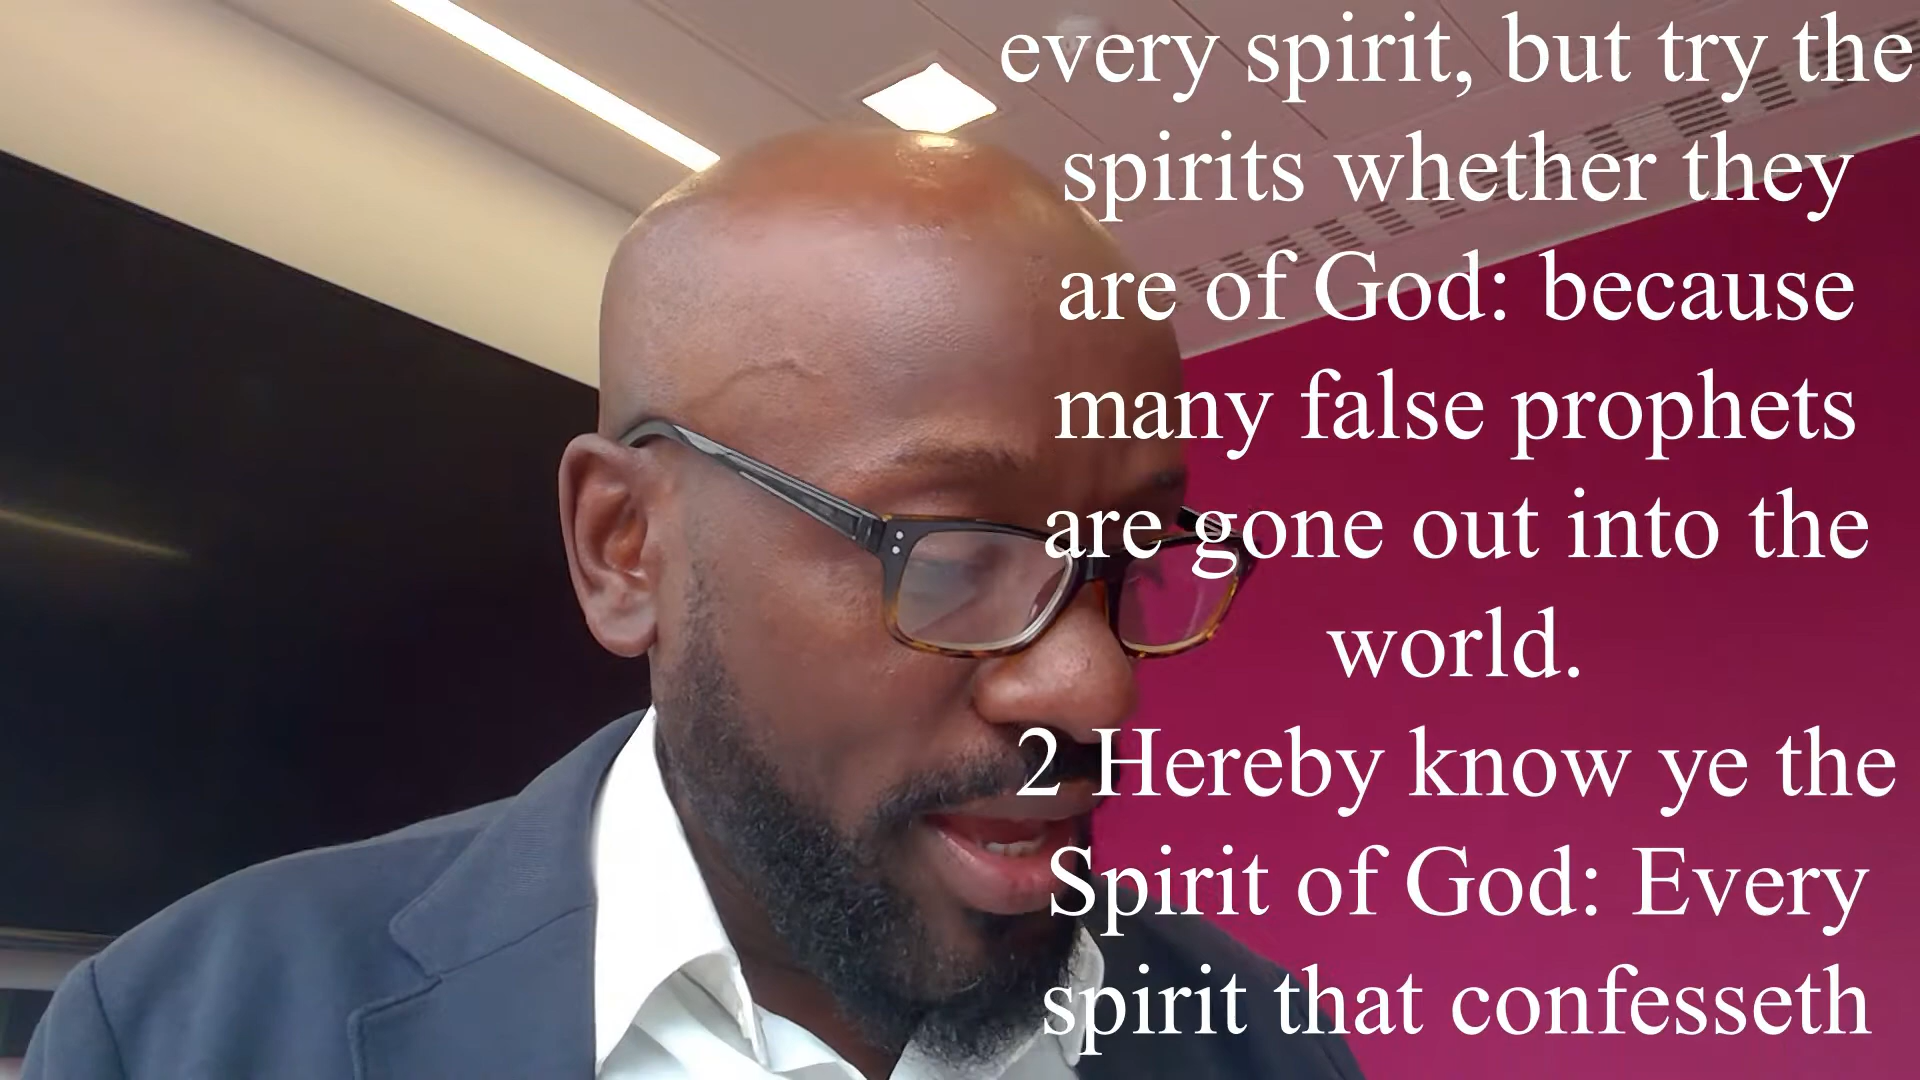 every spirit, but try the
spirits whether they
are of God: because
many false prophets
are gone out into the
world.
2 Hereby know ye the
Spirit of God: Every
spirit that confesseth